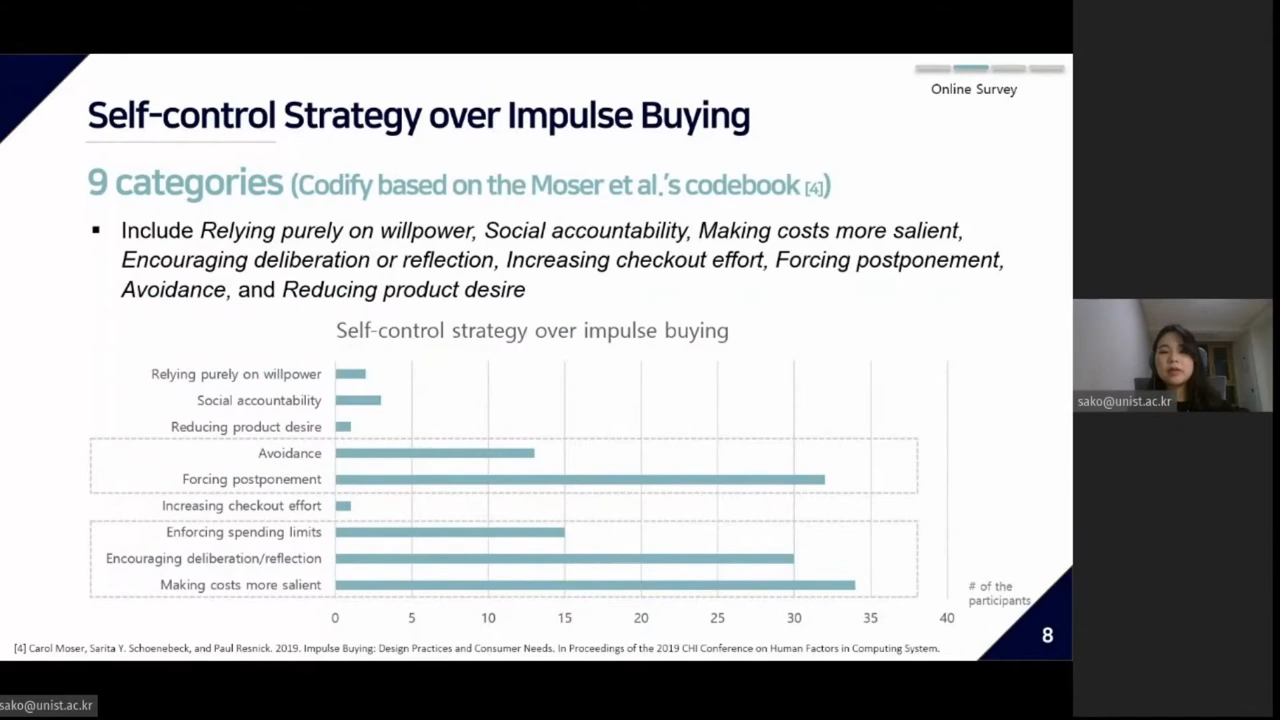 Online Survey
Self-control Strategy over Impulse Buying
9 categories (Codify based on the Moser et al.'s codebook [4])
▪ Include Relying purely on willpower, Social accountability, Making costs more salient,
Encouraging deliberation or reflection, Increasing checkout effort, Forcing postponement,
Avoidance, and Reducing product desire
Self-control strategy over impulse buying
Relying purely on willpower
Social accountability
Reducing product desire
Avoidance
Forcing postponement
Increasing checkout effort
Enforcing spending limits
Encouraging deliberation/reflection
Making costs more salient
0 5 10 15 20 25 30 35 40
# of the
participants
8
[4] Carol Moser, Sarita Y. Schoenebeck, and Paul Resnick. 2019. Impulse Buying: Design Practices and Consumer Needs. In Proceedings of the 2019 CHI Conference on Human Factors in Computing System.
sako@unist.ac.kr
sako@unist.ac.kr